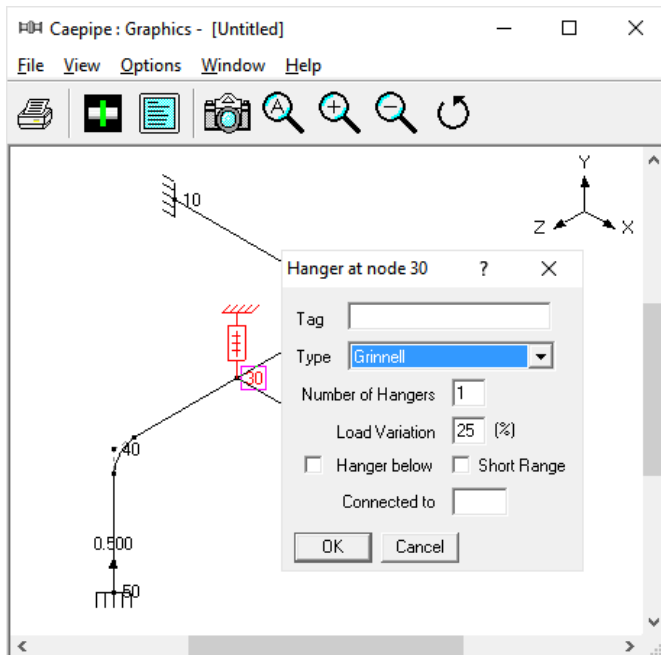 Caepipe : Graphics - [Untitled]
File View Options Window Help
A
Y
Z X
10
Hanger at node 30 ?
Tag
Type Grinnell
30
Number of Hangers 1
Load Variation 25 (%)
40
Hanger below Short Range
Connected to
0.500
OK Cancel
50